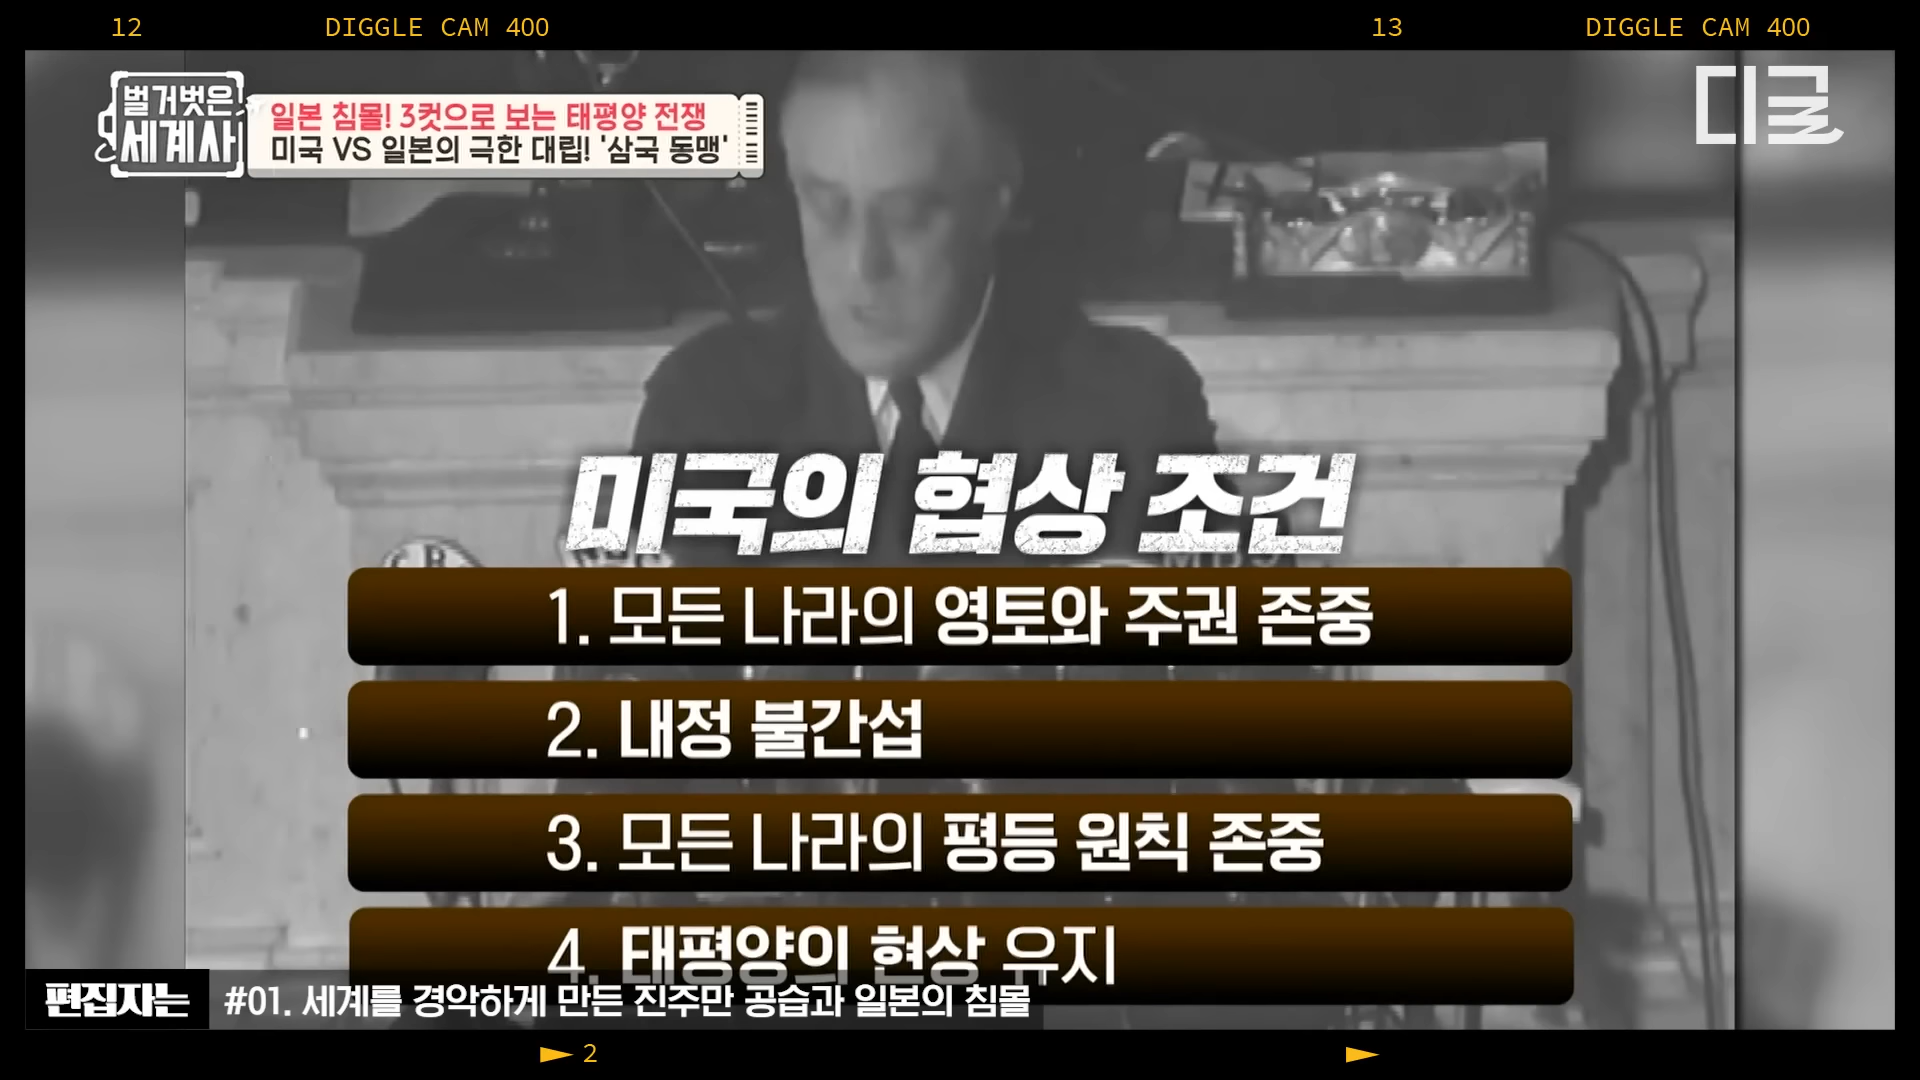 12
DIGGLE CAM 400
13
DIGGLE CAM 400
벌거벗은!
세계사
일본 침몰! 3컷으로 보는 태평양 전쟁
미국 VS 일본의 극한 대립! '삼국 동맹'
디글
미국의 협상 조건
1. 모든 나라의 영토와 주권 존중
2. 내정 불간섭
3. 모든 나라의 평등 원칙 존중
4. 태평양의 현상 유지
편집자는
#01. 세계를 경악하게 만든 진주만 공습과 일본의 침몰
2